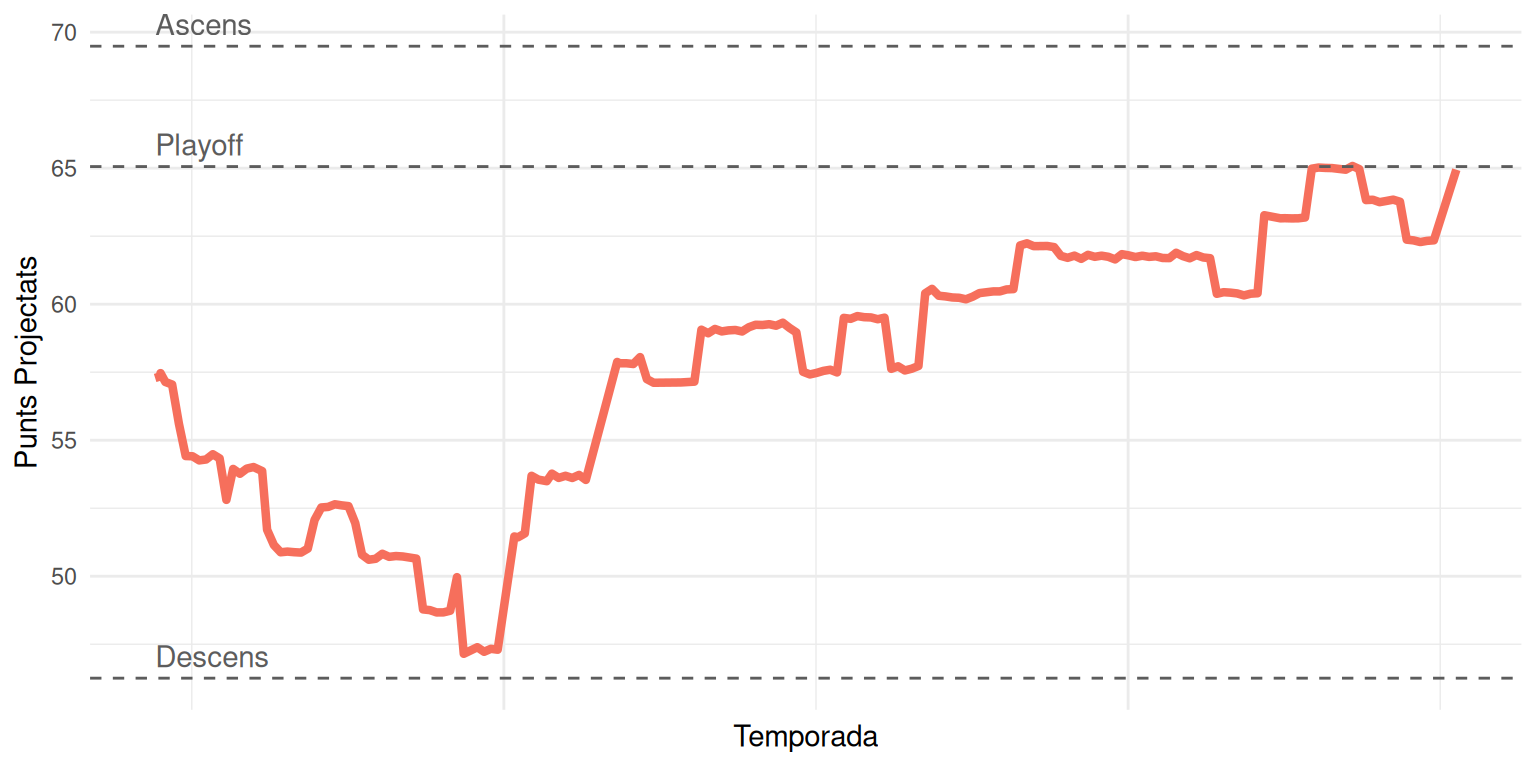 Ascens
70
Playoff
65
60
55
50
Descens
Punts Projectats
Temporada